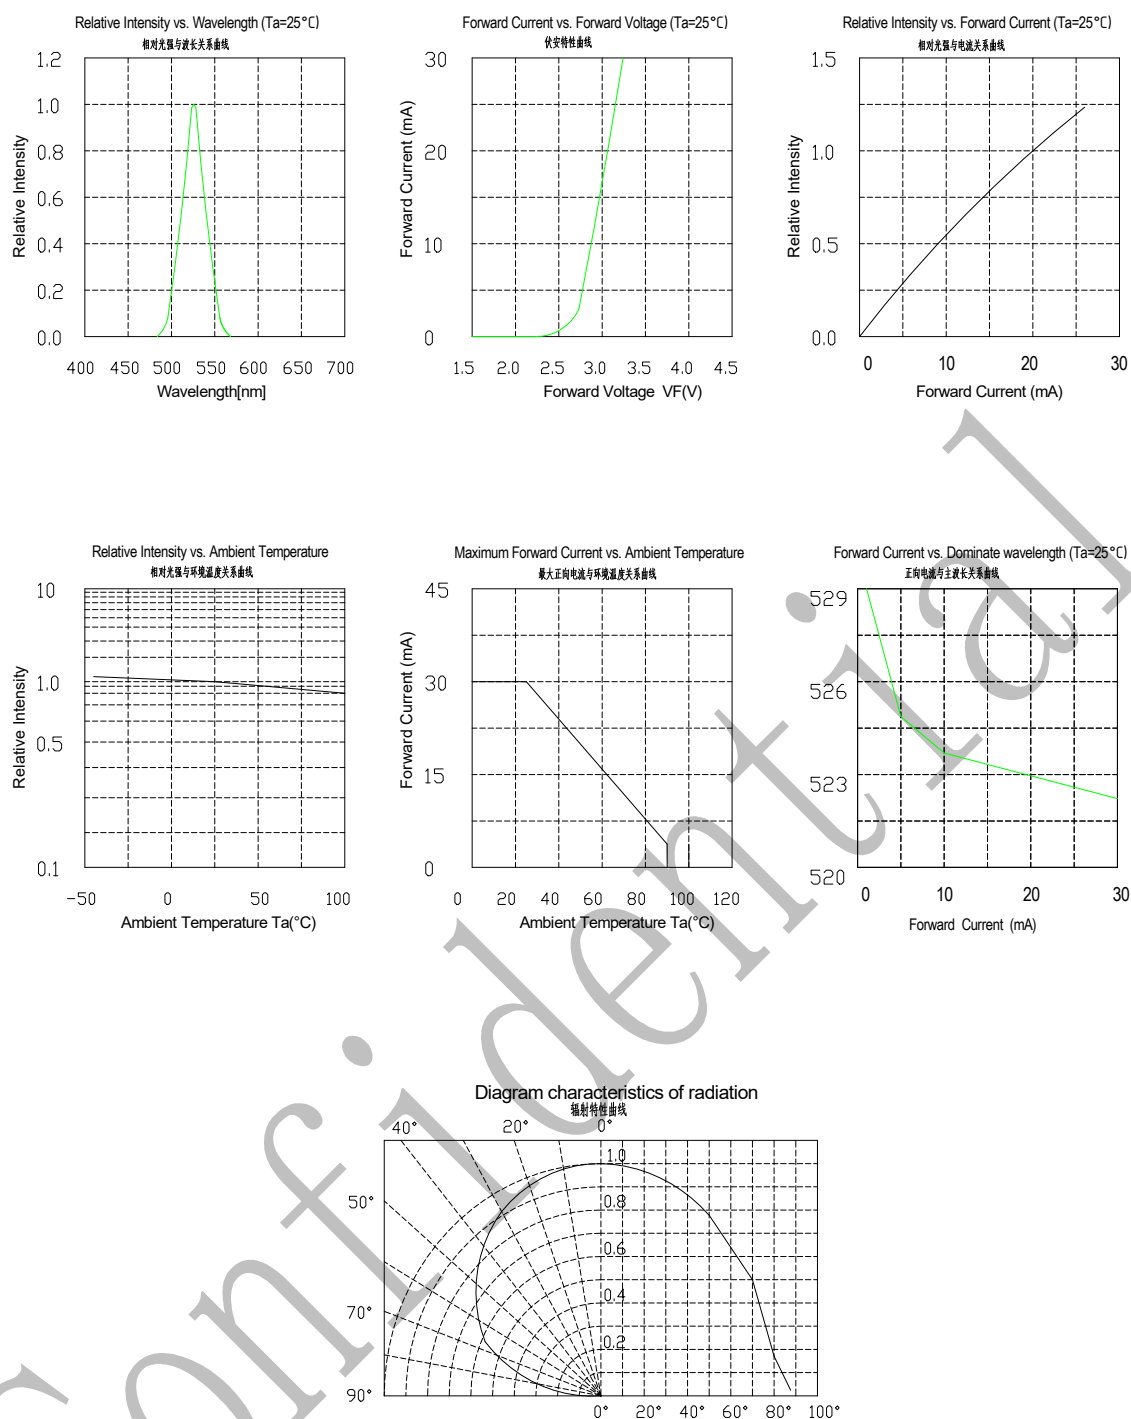 Relative Intensity vs. Wavelength (Ta=25°C)
相对光强与波长关系曲线
1.2
1.0
0.8
0.6
0.4
0.2
0.0
Relative Intensity
400 450 500 550 600 650 700
Wavelength[nm]
Forward Current vs. Forward Voltage (Ta=25°C)
伏安特性曲线
30
20
10
0
Forward Current (mA)
1.5 2.0 2.5 3.0 3.5 4.0 4.5
Forward Voltage VF(V)
Relative Intensity vs. Forward Current (Ta=25°C)
相对光强与电流关系曲线
1.5
1.0
0.5
0.0
Relative Intensity
0 10 20 30
Forward Current (mA)
Relative Intensity vs. Ambient Temperature
相对光强与环境温度关系曲线
10
1.0
0.5
0.1
Relative Intensity
-50 0 50 100
Ambient Temperature Ta(°C)
Maximum Forward Current vs. Ambient Temperature
最大正向电流与环境温度关系曲线
45
30
15
0
Forward Current (mA)
0 20 40 60 80 100 120
Ambient Temperature Ta(°C)
Forward Current vs. Dominate wavelength (Ta=25°C)
正向电流与主波长关系曲线
529
526
523
520
0 10 20 30
Forward Current (mA)
Diagram characteristics of radiation
辐射特性曲线
40° 20° 0°
50°
70°
90°
1.0
0.8
0.6
0.4
0.2
0° 20° 40° 60° 80° 100°
Confidential